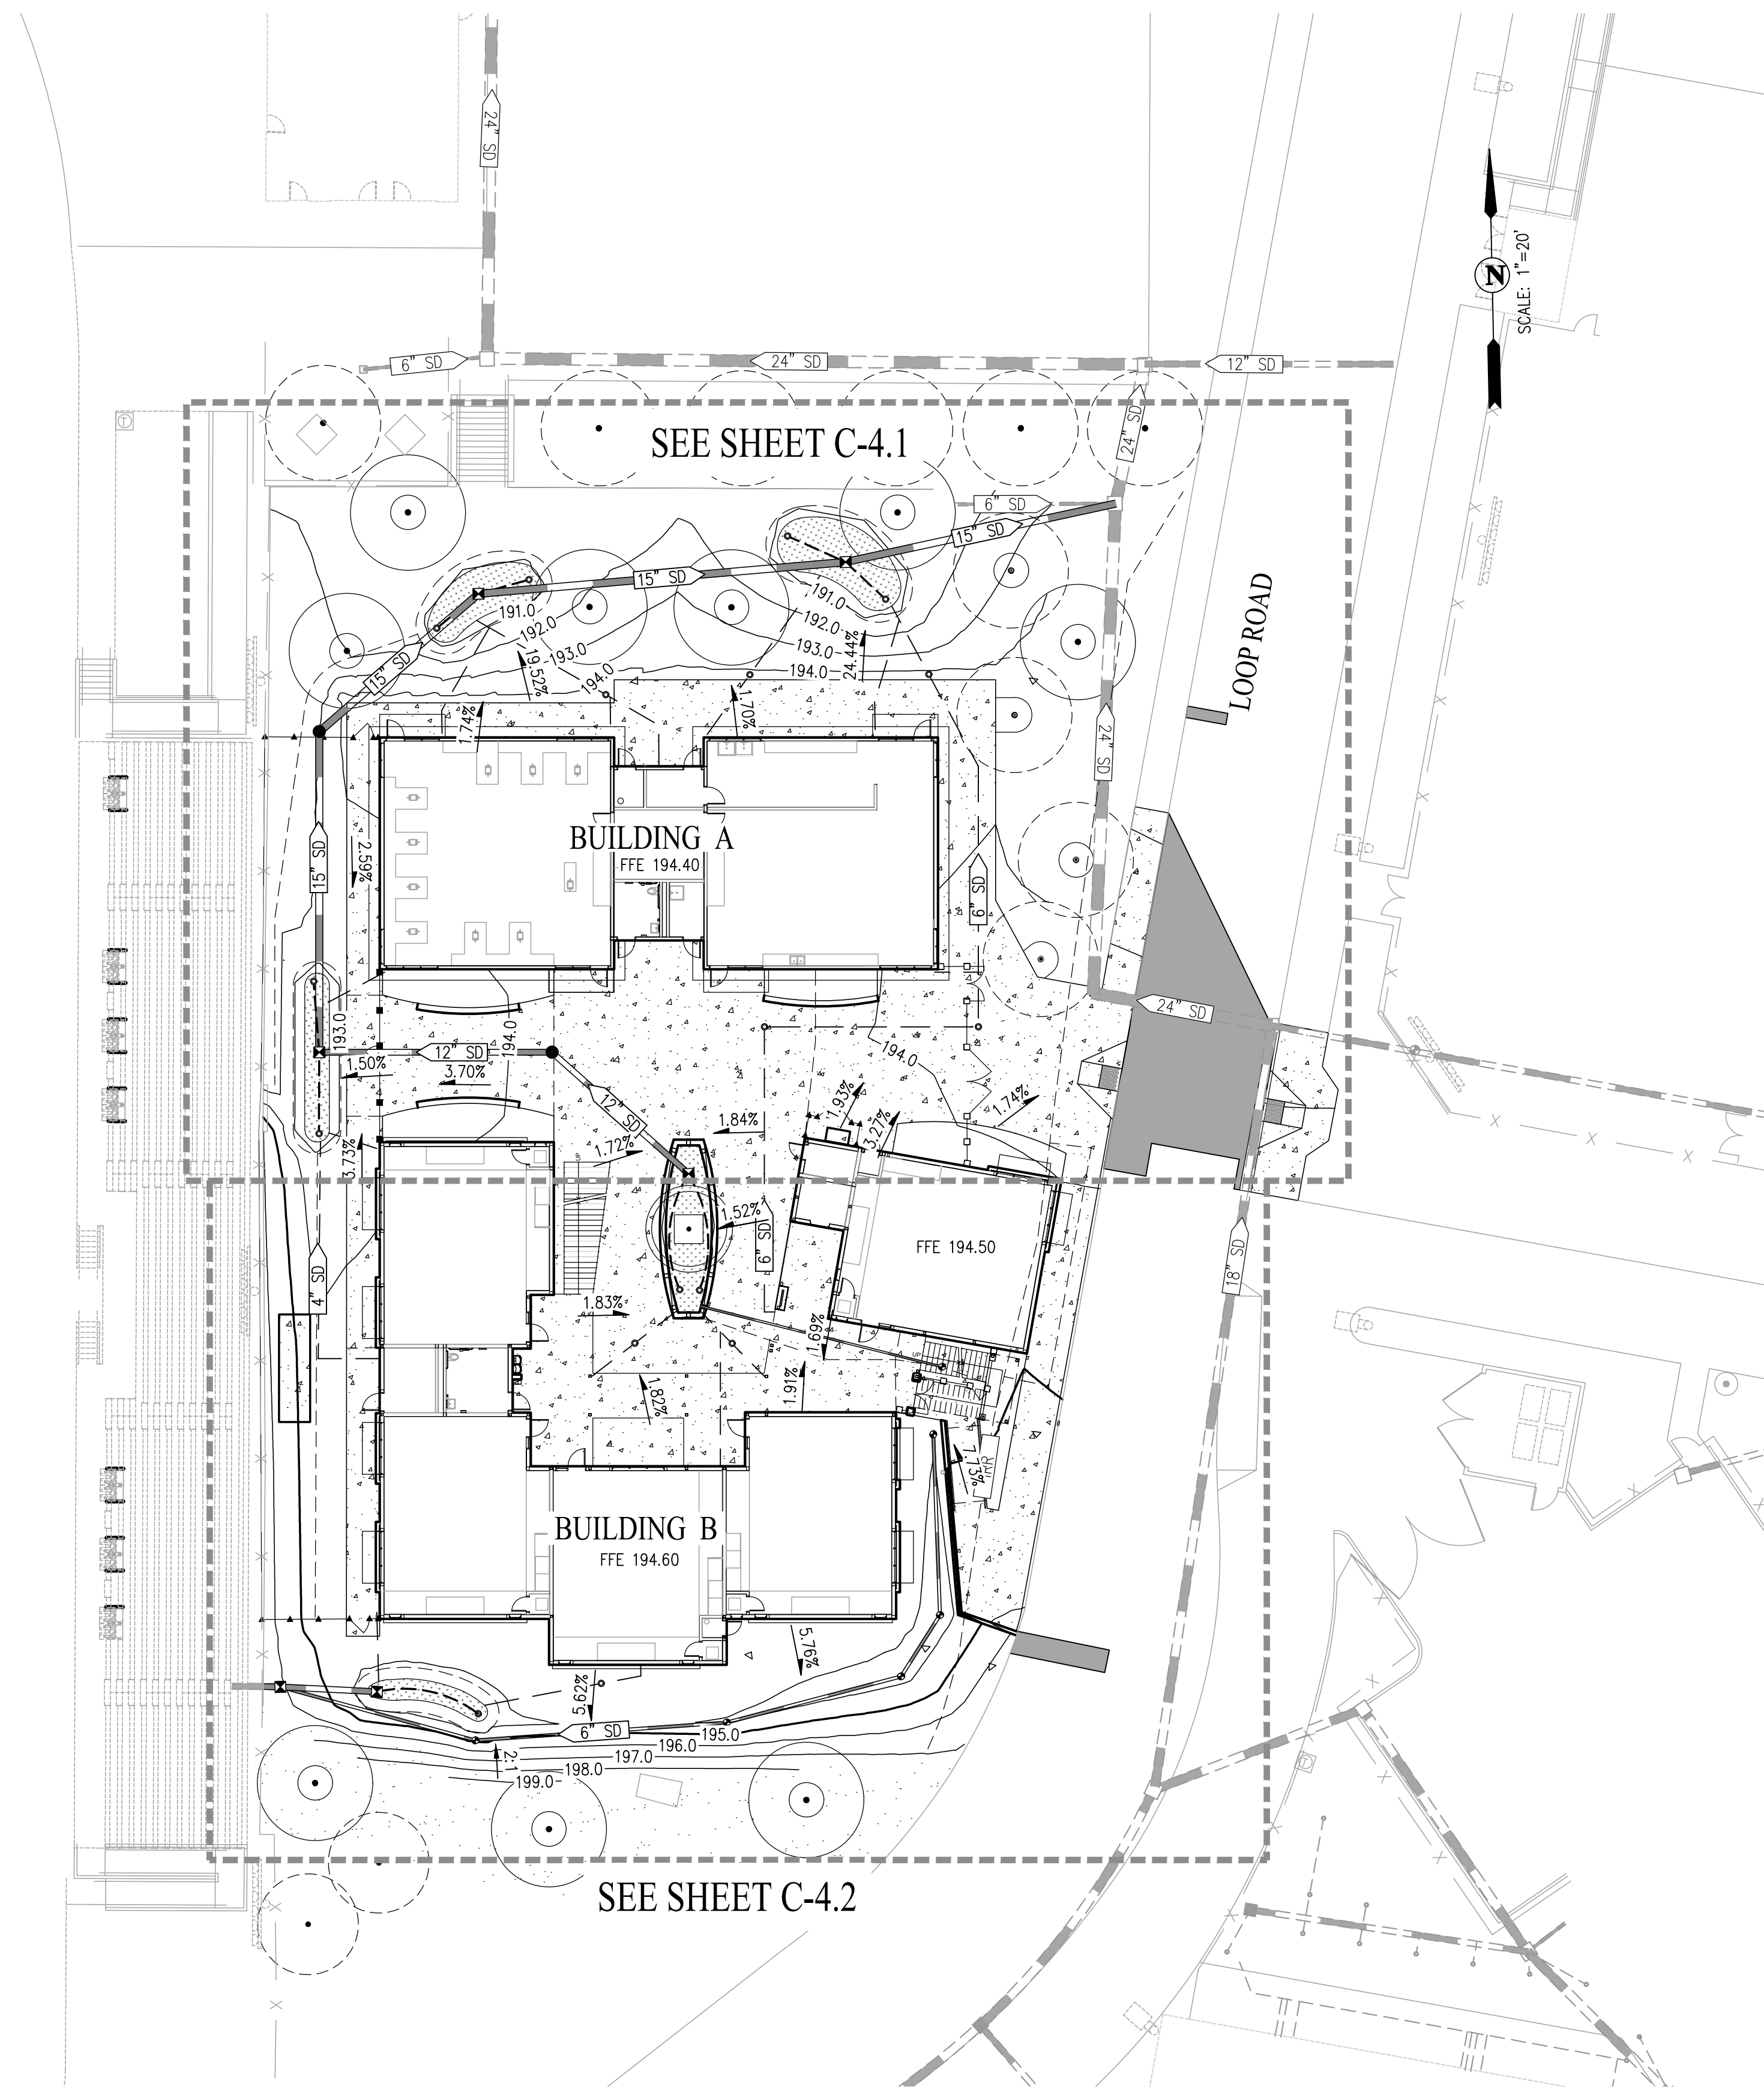 24" SD
SCALE: 1"=20'
N
6" SD
24" SD
12" SD
24" SD
SEE SHEET C-4.1
6" SD
15" SD
15" SD
191.0
191.0
192.0
192.0
193.0
193.0
24.44%
15" SD
19.52%
194.0
194.0
LOOP ROAD
1.74%
1.70%
24" SD
BUILDING A
FFE 194.40
15" SD
2.59%
6" SD
24" SD
193.0
194.0
12" SD
194.0
1.50%
3.70%
12" SD
1.93%
1.74%
1.84%
3.27%
1.72%
3.73%
1.52%
6" SD
FFE 194.50
18" SD
4" SD
1.83%
1.69%
UP
1.91%
1.82%
7.73%
IRR
BUILDING B
FFE 194.60
5.76%
5.62%
6" SD
195.0
196.0
2:1
197.0
198.0
199.0
SEE SHEET C-4.2